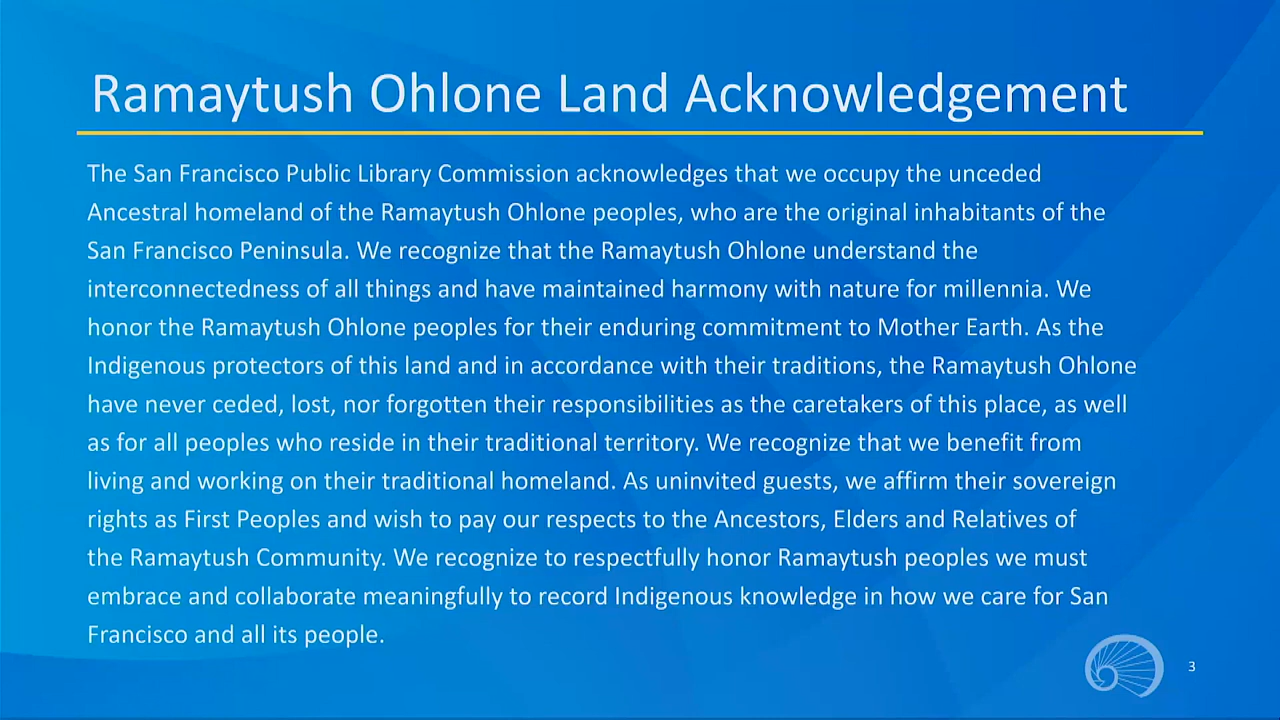 Ramaytush Ohlone Land Acknowledgement
The San Francisco Public Library Commission acknowledges that we occupy the unceded
Ancestral homeland of the Ramaytush Ohlone peoples, who are the original inhabitants of the
San Francisco Peninsula. We recognize that the Ramaytush Ohlone understand the
interconnectedness of all things and have maintained harmony with nature for millennia. We
honor the Ramaytush Ohlone peoples for their enduring commitment to Mother Earth. As the
Indigenous protectors of this land and in accordance with their traditions, the Ramaytush Ohlone
have never ceded, lost, nor forgotten their responsibilities as the caretakers of this place, as well
as for all peoples who reside in their traditional territory. We recognize that we benefit from
living and working on their traditional homeland. As uninvited guests, we affirm their sovereign
rights as First Peoples and wish to pay our respects to the Ancestors, Elders and Relatives of
the Ramaytush Community. We recognize to respectfully honor Ramaytush peoples we must
embrace and collaborate meaningfully to record Indigenous knowledge in how we care for San
Francisco and all its people.
3